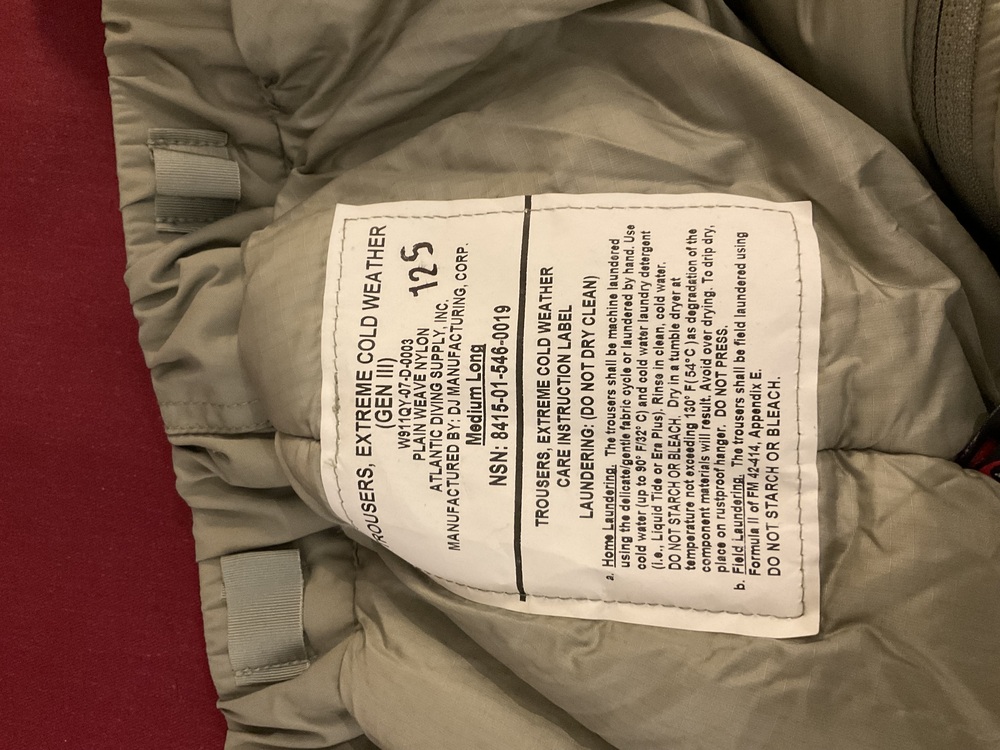 TROUSERS, EXTREME COLD WEATHER
(GEN III)
W911QY-07-D-0003
PLAIN WEAVE NYLON
ATLANTIC DIVING SUPPLY, INC.
125
MANUFACTURED BY: DJ MANUFACTURING, CORP.
Medium Long
NSN: 8415-01-546-0019
TROUSERS, EXTREME COLD WEATHER
CARE INSTRUCTION LABEL
LAUNDERING: (DO NOT DRY CLEAN)
a. Home Laundering. The trousers shall be machine laundered
using the delicate/gentle fabric cycle or laundered by hand. Use
cold water (up to 90° F/32° C) and cold water laundry detergent
(i.e., Liquid Tide or Era Plus). Rinse in clean, cold water.
DO NOT STARCH OR BLEACH. Dry in a tumble dryer at
temperature not exceeding 130° F( 54°C ) as degradation of the
component materials will result. Avoid over drying. To drip dry,
place on rustproof hanger. DO NOT PRESS.
b. Field Laundering. The trousers shall be field laundered using
Formula II of FM 42-414, Appendix E.
DO NOT STARCH OR BLEACH.